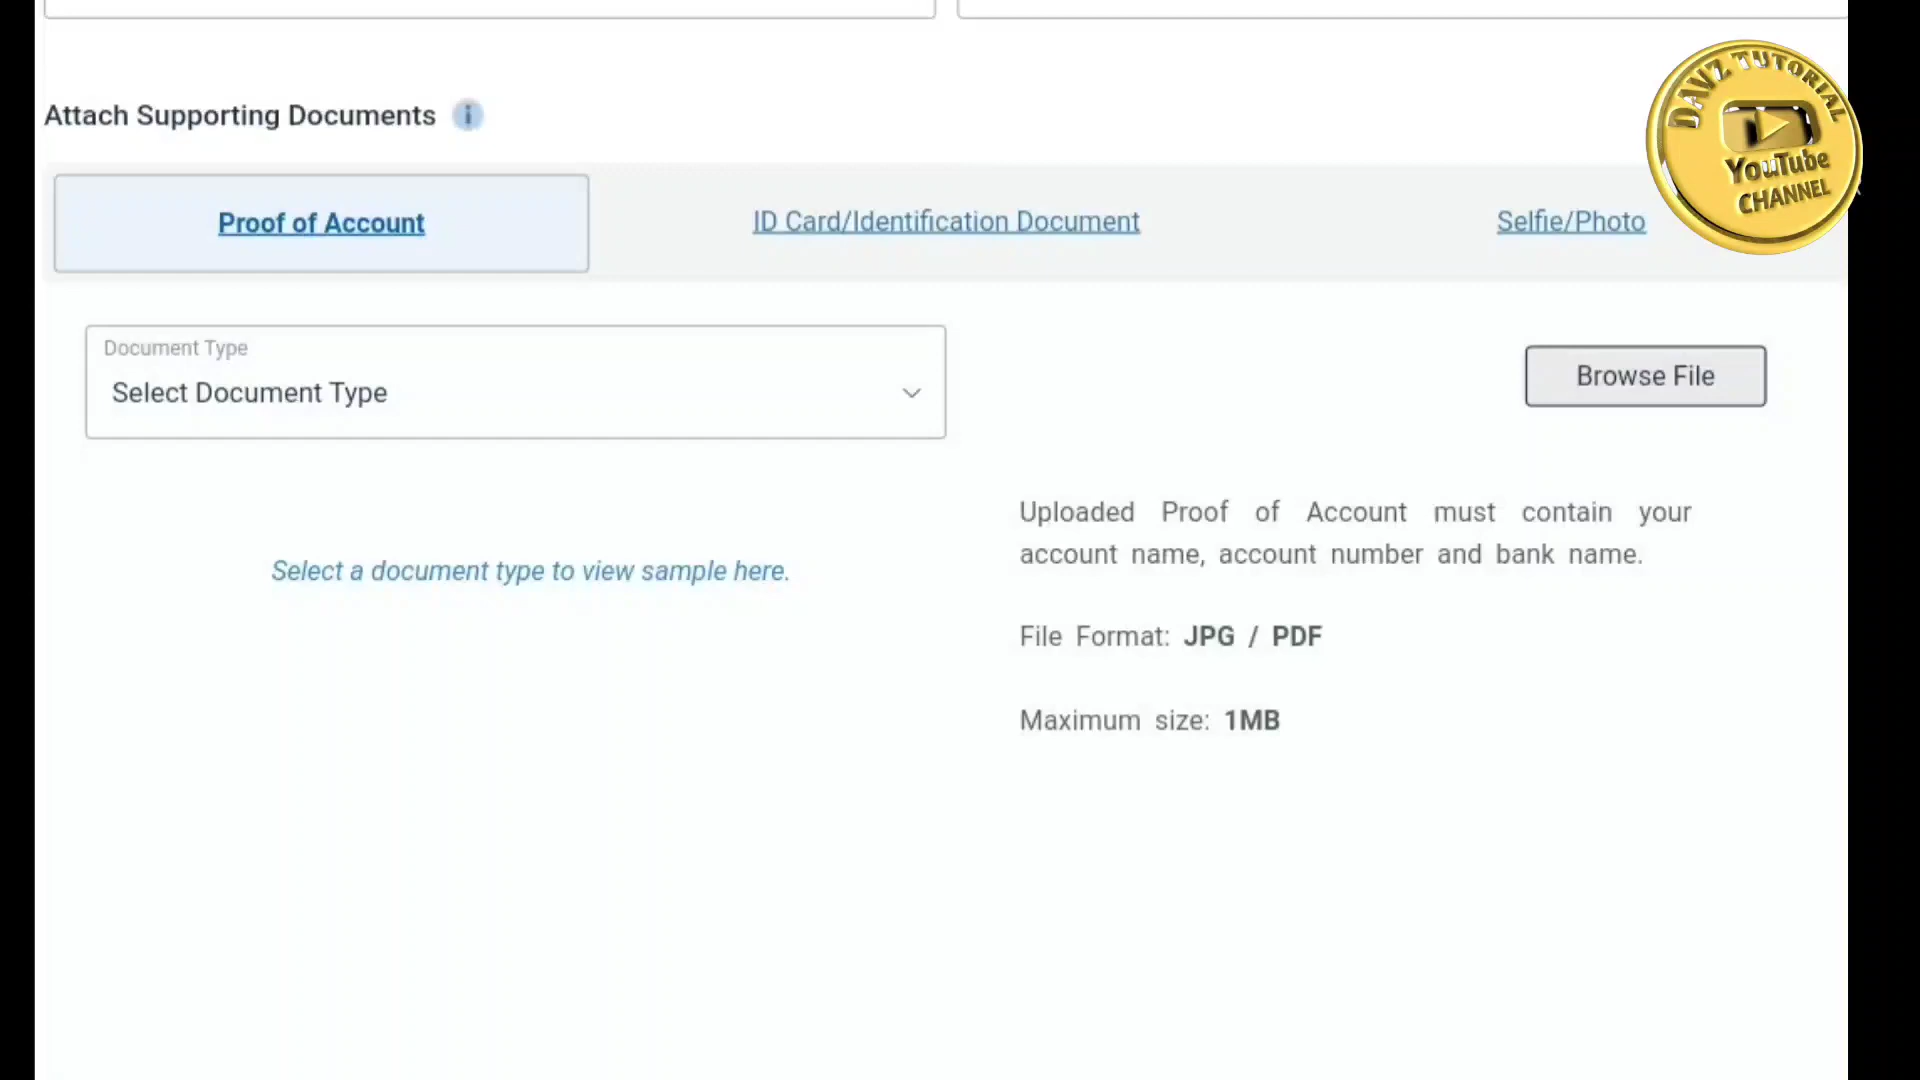 Attach Supporting Documents i
DAVZ TUTORIAL
YouTube
CHANNEL
Proof of Account
ID Card/Identification Document
Selfie/Photo
Document Type
Select Document Type
Browse File
Select a document type to view sample here.
Uploaded Proof of Account must contain your
account name, account number and bank name.
File Format: JPG / PDF
Maximum size: 1MB